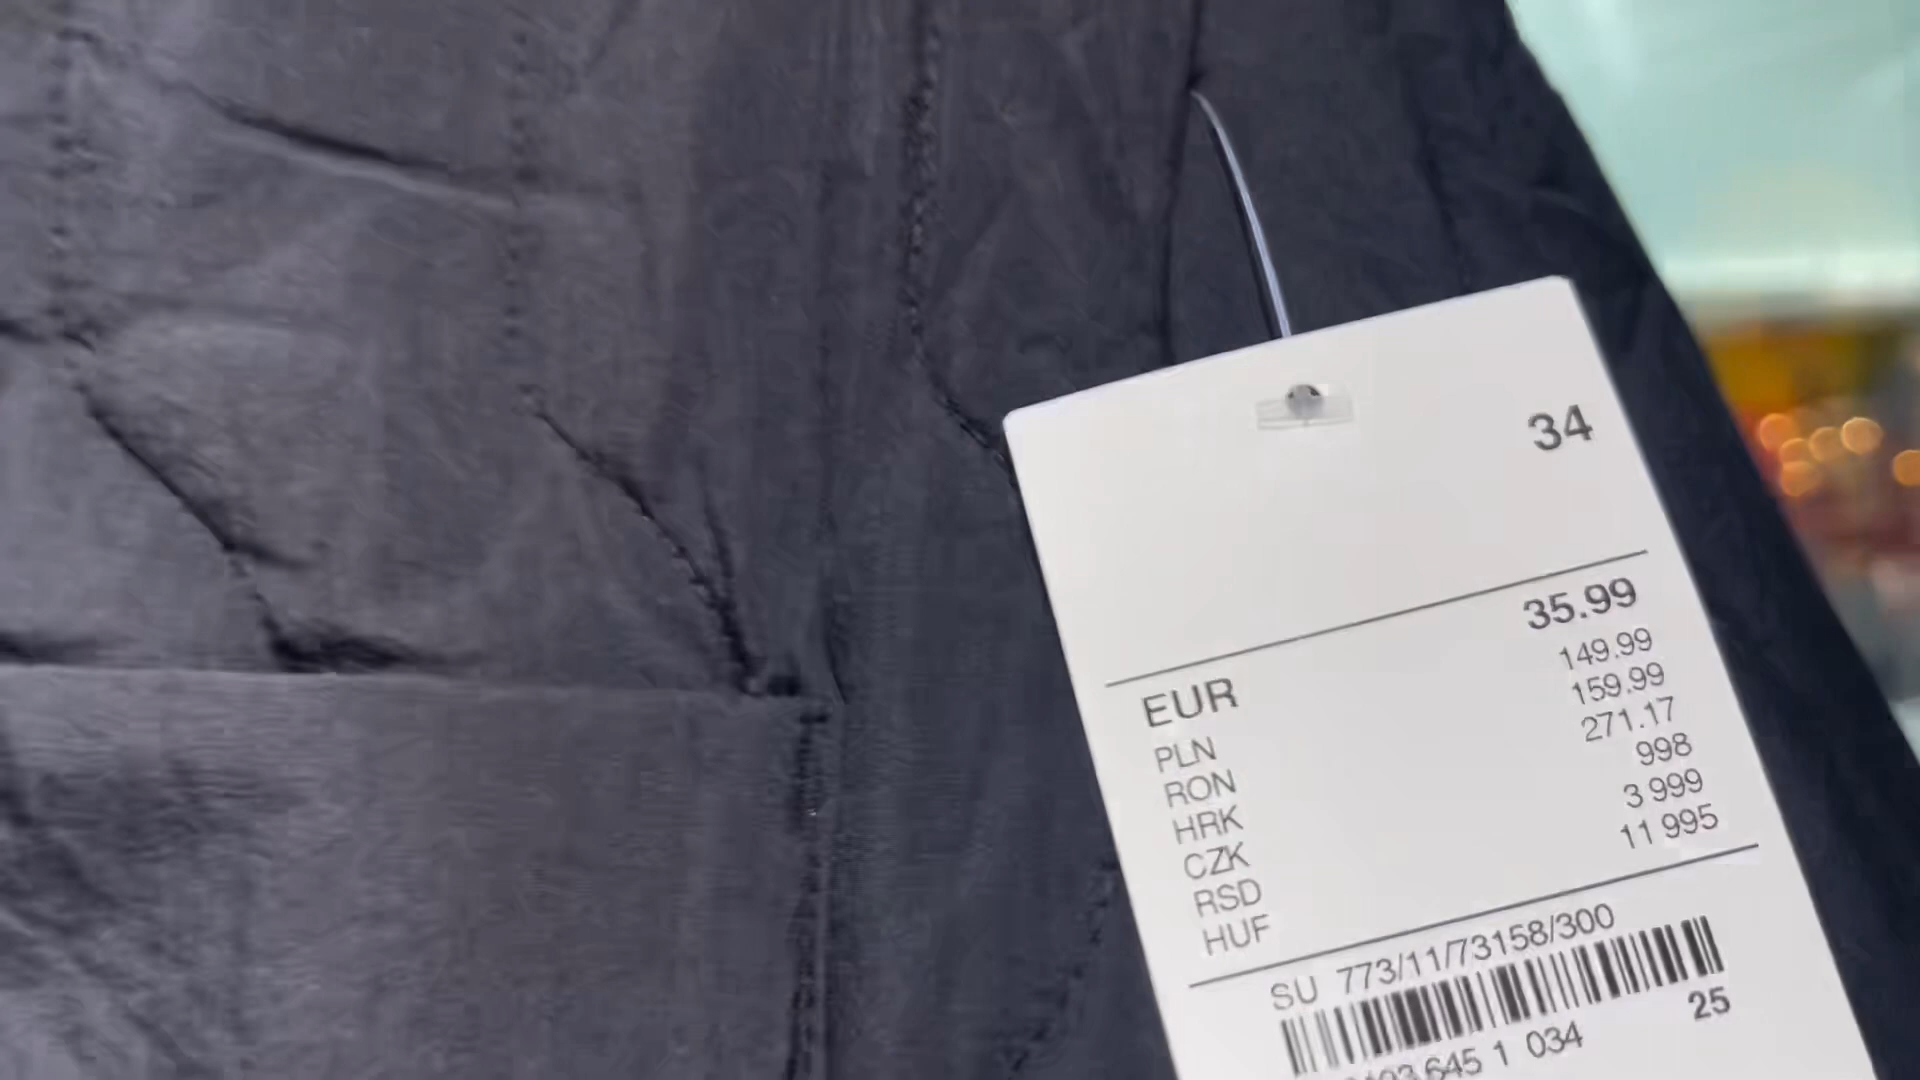 34
EUR 35.99
PLN 149.99
RON 159.99
HRK 271.17
CZK 998
RSD 3 999
HUF 11 995
SU 773/11/73158/300
25
645 1 034